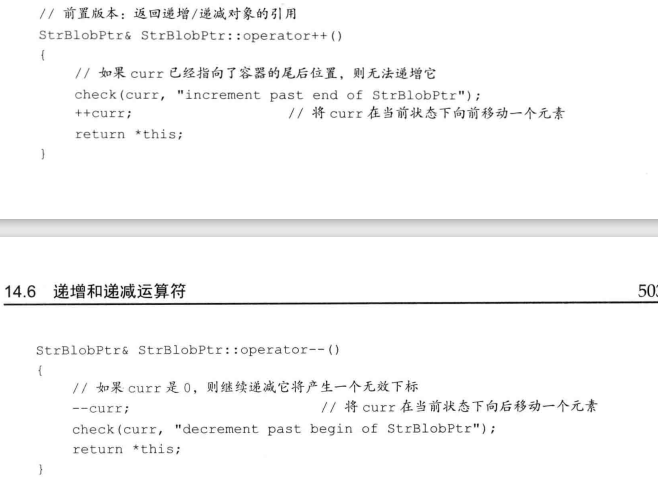 // 前置版本：返回递增/递减对象的引用
StrBlobPtr& StrBlobPtr::operator++()
{
// 如果 curr 已经指向了容器的尾后位置，则无法递增它
check(curr, "increment past end of StrBlobPtr");
++curr; // 将 curr 在当前状态下向前移动一个元素
return *this;
}
14.6 递增和递减运算符 503
StrBlobPtr& StrBlobPtr::operator--()
{
// 如果 curr 是 0，则继续递减它将产生一个无效下标
--curr; // 将 curr 在当前状态下向后移动一个元素
check(curr, "decrement past begin of StrBlobPtr");
return *this;
}